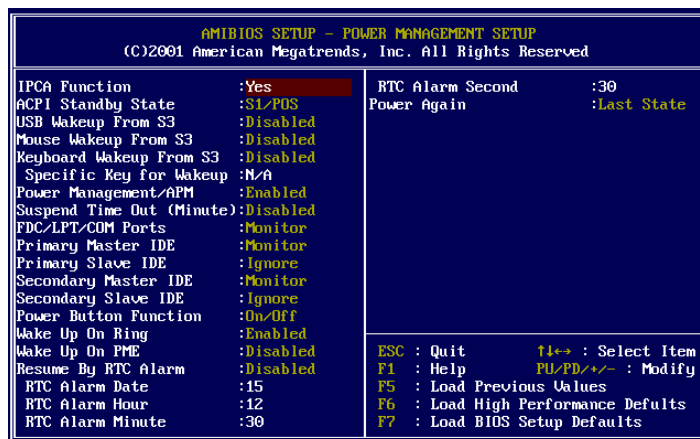 AMIBIOS SETUP - POWER MANAGEMENT SETUP
(C)2001 American Megatrends, Inc. All Rights Reserved
IPCA Function :Yes
ACPI Standby State :S1/POS
USB Wakeup From S3 :Disabled
Mouse Wakeup From S3 :Disabled
Keyboard Wakeup From S3 :Disabled
Specific Key for Wakeup :N/A
Power Management/APM :Enabled
Suspend Time Out (Minute):Disabled
FDC/LPT/COM Ports :Monitor
Primary Master IDE :Monitor
Primary Slave IDE :Ignore
Secondary Master IDE :Monitor
Secondary Slave IDE :Ignore
Power Button Function :On/Off
Wake Up On Ring :Enabled
Wake Up On PME :Disabled
Resume By RTC Alarm :Disabled
RTC Alarm Date :15
RTC Alarm Hour :12
RTC Alarm Minute :30
RTC Alarm Second :30
Power Again :Last State
ESC : Quit ↑↓←→ : Select Item
F1 : Help PU/PD/+/- : Modify
F5 : Load Previous Values
F6 : Load High Performance Defults
F7 : Load BIOS Setup Defaults